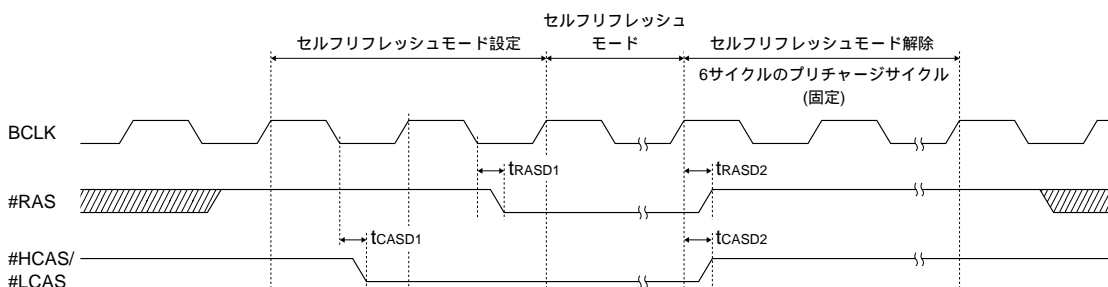 セルフリフレッシュ
モード
セルフリフレッシュモード設定
セルフリフレッシュモード解除
6サイクルのプリチャージサイクル
(固定)
BCLK
tRASD1
tRASD2
#RAS
tCASD1
tCASD2
#HCAS/
#LCAS